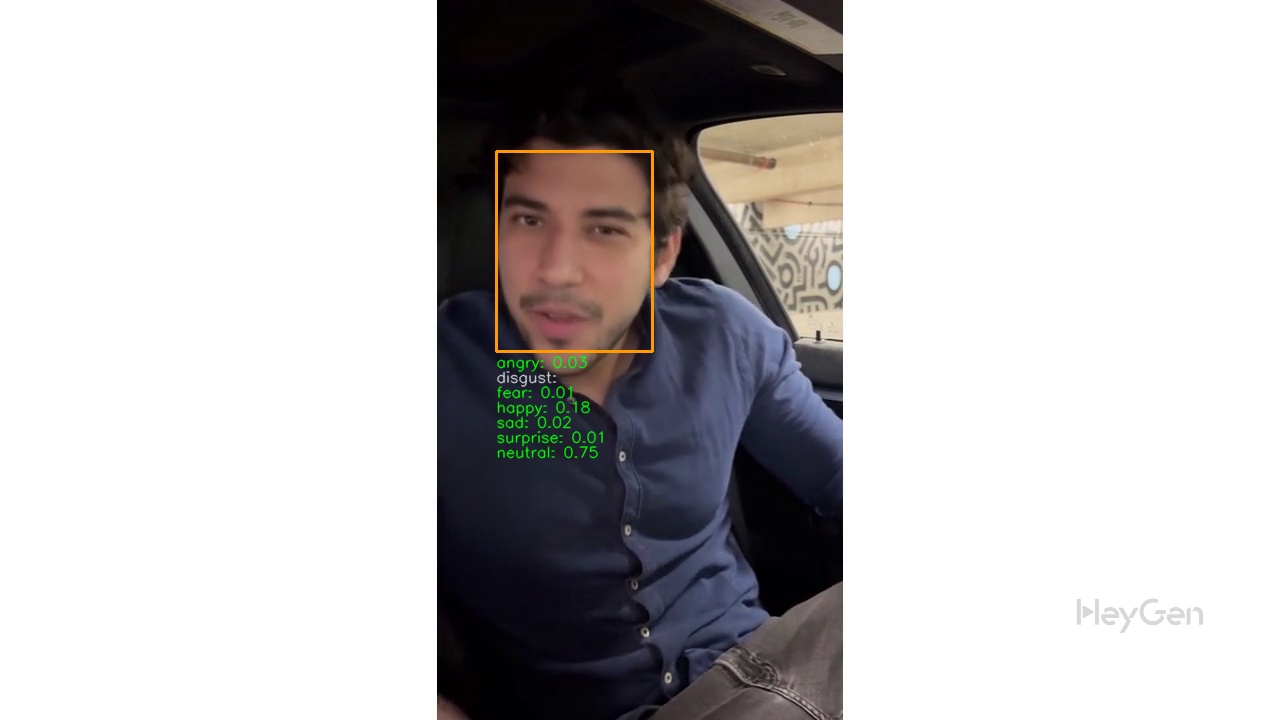 angry: 0.03
disgust:
fear: 0.01
happy: 0.18
sad: 0.02
surprise: 0.01
neutral: 0.75
HeyGen